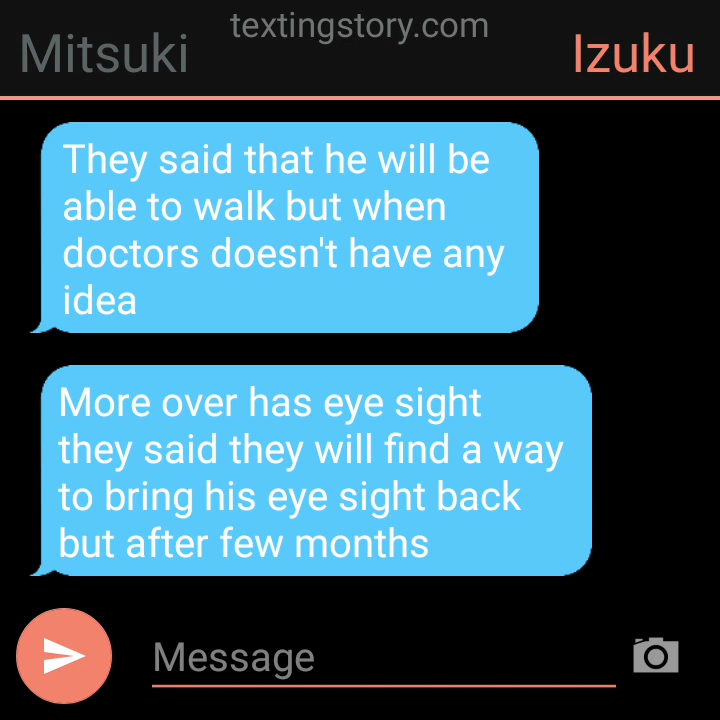 textingstory.com
Mitsuki
Izuku
They said that he will be
able to walk but when
doctors doesn't have any
idea
More over has eye sight
they said they will find a way
to bring his eye sight back
but after few months
Message